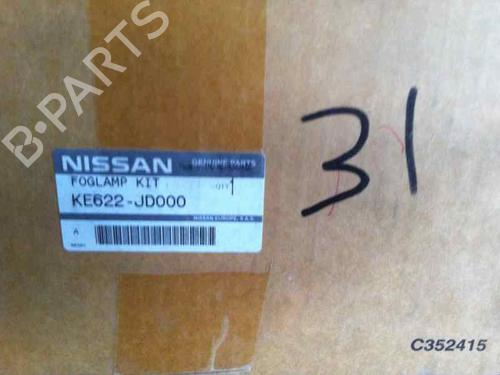 B-PARTS
31
NISSAN GENUINE PARTS
FOGLAMP KIT QTY 1
KE622-JD000
NISSAN EUROPE, S.A.S
A
C352415